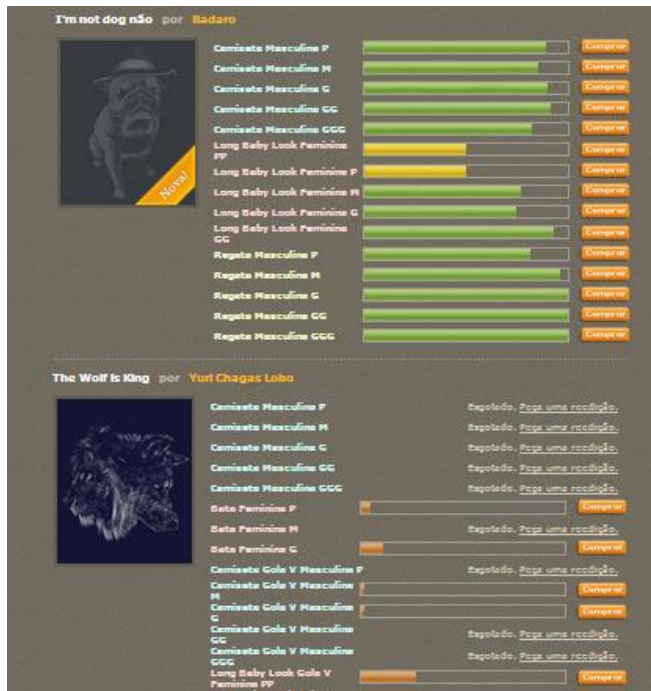 I'm not dog não por Badaro
Nova!
Camiseta Masculina P Comprar
Camiseta Masculina M Comprar
Camiseta Masculina G Comprar
Camiseta Masculina GG Comprar
Camiseta Masculina GGG Comprar
Long Baby Look Feminina
PP Comprar
Long Baby Look Feminina P Comprar
Long Baby Look Feminina M Comprar
Long Baby Look Feminina G Comprar
Long Baby Look Feminina
GG Comprar
Regata Masculina P Comprar
Regata Masculina M Comprar
Regata Masculina G Comprar
Regata Masculina GG Comprar
Regata Masculina GGG Comprar
The Wolf is King por Yuri Chagas Lobo
Camiseta Masculina P Esgotado. Peça uma reedição.
Camiseta Masculina M Esgotado. Peça uma reedição.
Camiseta Masculina G Esgotado. Peça uma reedição.
Camiseta Masculina GG Esgotado. Peça uma reedição.
Camiseta Masculina GGG Esgotado. Peça uma reedição.
Bata Feminina P Comprar
Bata Feminina M Esgotado. Peça uma reedição.
Bata Feminina G Comprar
Camiseta Gola V Masculina P Esgotado. Peça uma reedição.
Camiseta Gola V Masculina
M Comprar
Camiseta Gola V Masculina
G Comprar
Camiseta Gola V Masculina
GG Esgotado. Peça uma reedição.
Camiseta Gola V Masculina
GGG Esgotado. Peça uma reedição.
Long Baby Look Gola V
Feminina PP Comprar